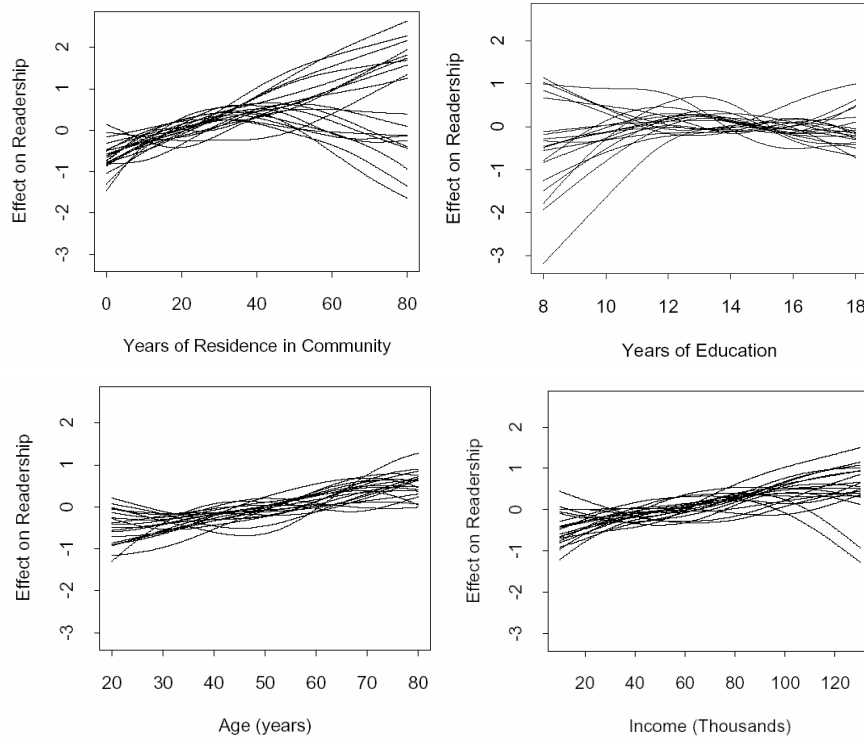 Effect on Readership
2
1
0
-1
-2
-3
0 20 40 60 80
Years of Residence in Community
Effect on Readership
2
1
0
-1
-2
-3
8 10 12 14 16 18
Years of Education
Effect on Readership
2
1
0
-1
-2
-3
20 30 40 50 60 70 80
Age (years)
Effect on Readership
2
1
0
-1
-2
-3
20 40 60 80 100 120
Income (Thousands)